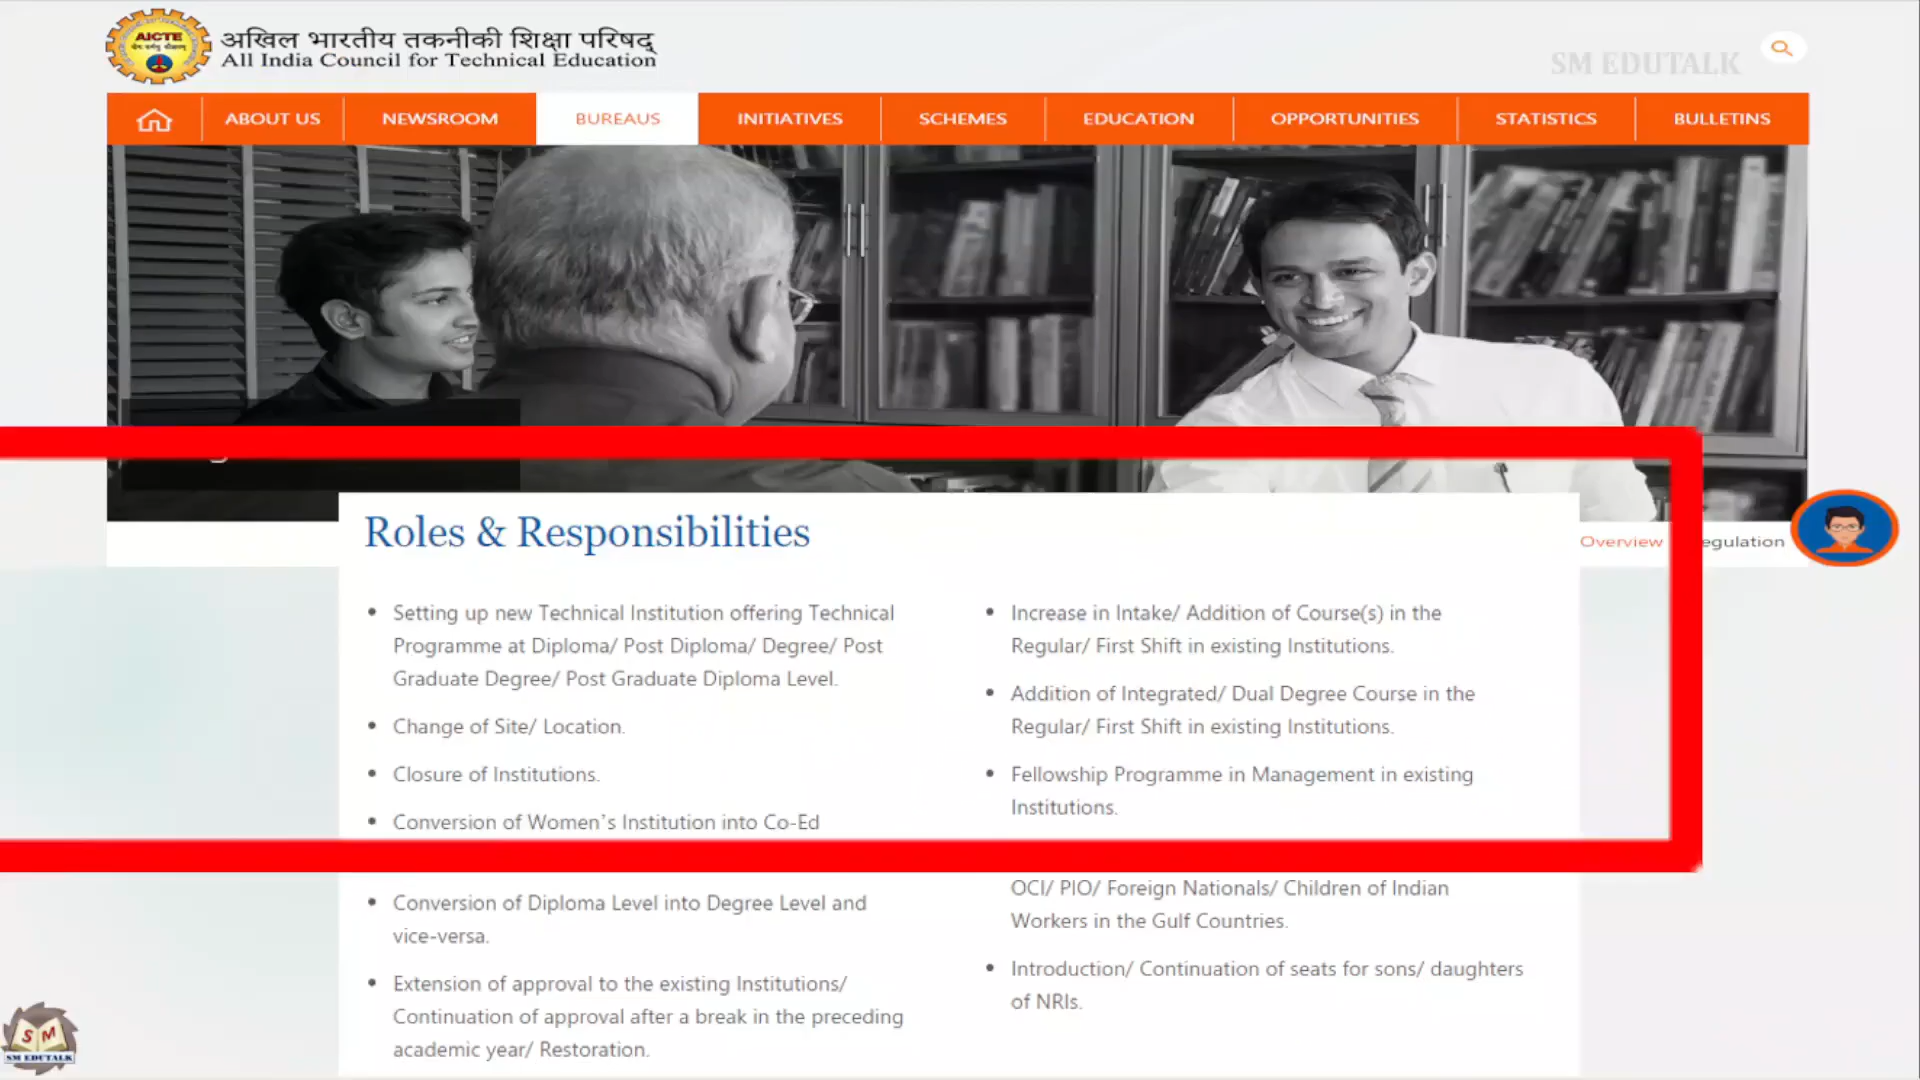 AICTE
अखिल भारतीय तकनीकी शिक्षा परिषद्
All India Council for Technical Education
SM EDUTALK
ABOUT US
NEWSROOM
BUREAUS
INITIATIVES
SCHEMES
EDUCATION
OPPORTUNITIES
STATISTICS
BULLETINS
Overview
egulation
Roles & Responsibilities
• Setting up new Technical Institution offering Technical
Programme at Diploma/ Post Diploma/ Degree/ Post
Graduate Degree/ Post Graduate Diploma Level.
• Change of Site/ Location.
• Closure of Institutions.
• Conversion of Women's Institution into Co-Ed
• Conversion of Diploma Level into Degree Level and
vice-versa.
• Extension of approval to the existing Institutions/
Continuation of approval after a break in the preceding
academic year/ Restoration.
• Increase in Intake/ Addition of Course(s) in the
Regular/ First Shift in existing Institutions.
• Addition of Integrated/ Dual Degree Course in the
Regular/ First Shift in existing Institutions.
• Fellowship Programme in Management in existing
Institutions.
OCI/ PIO/ Foreign Nationals/ Children of Indian
Workers in the Gulf Countries.
• Introduction/ Continuation of seats for sons/ daughters
of NRIs.
S M
SM EDUTALK